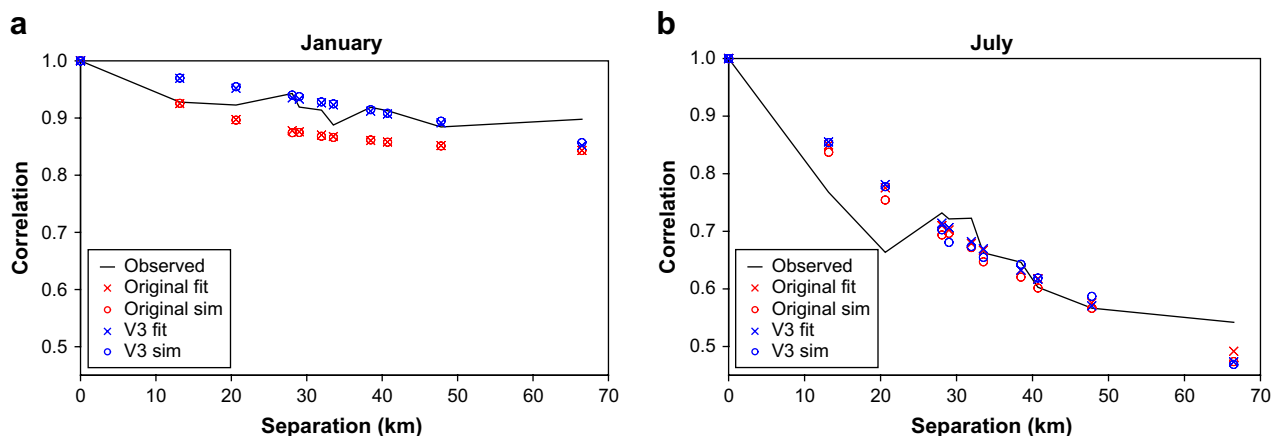 a
January
Correlation
1.0
0.9
0.8
0.7
0.6
0.5
Observed
Original fit
Original sim
V3 fit
V3 sim
0 10 20 30 40 50 60 70
Separation (km)
b
July
Correlation
1.0
0.9
0.8
0.7
0.6
0.5
Observed
Original fit
Original sim
V3 fit
V3 sim
0 10 20 30 40 50 60 70
Separation (km)